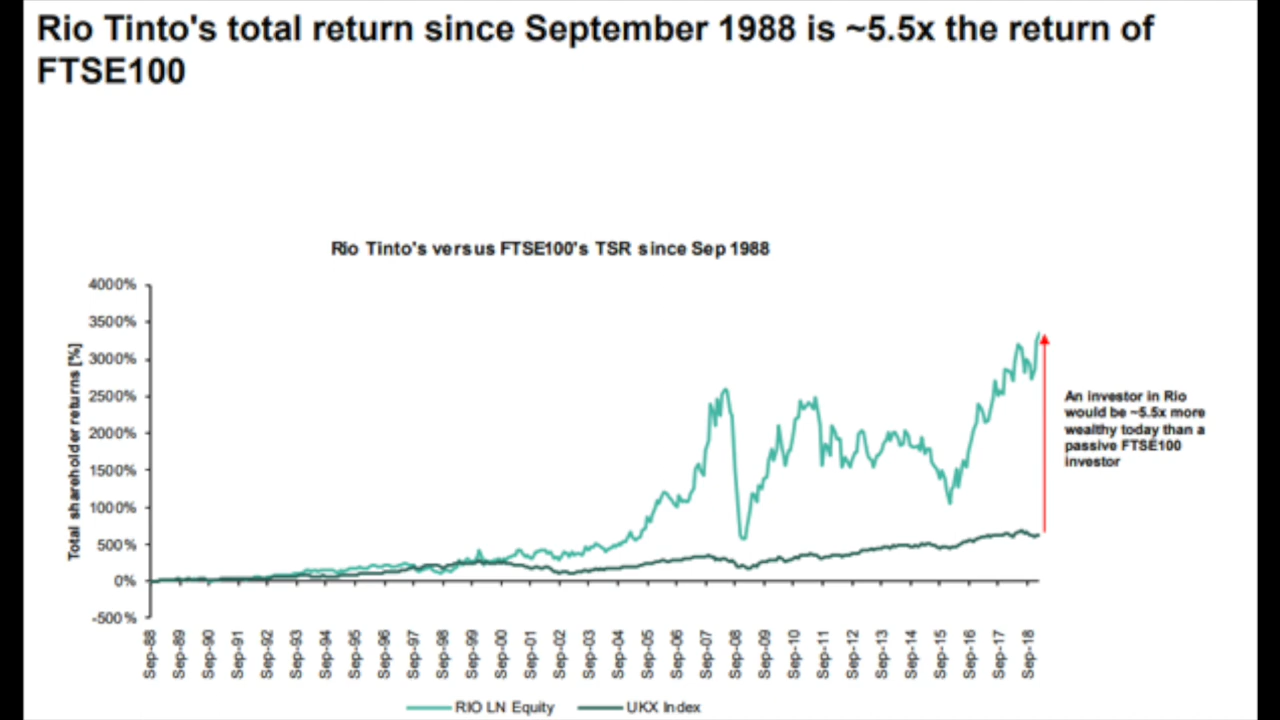 Rio Tinto's total return since September 1988 is ~5.5x the return of
FTSE100
Rio Tinto's versus FTSE100's TSR since Sep 1988
Total shareholder returns [%]
4000%
3500%
3000%
2500%
2000%
1500%
1000%
500%
0%
-500%
An investor in Rio
would be ~5.5x more
wealthy today than a
passive FTSE100
investor
Sep-88
Sep-89
Sep-90
Sep-91
Sep-92
Sep-93
Sep-94
Sep-95
Sep-96
Sep-97
Sep-98
Sep-99
Sep-00
Sep-01
Sep-02
Sep-03
Sep-04
Sep-05
Sep-06
Sep-07
Sep-08
Sep-09
Sep-10
Sep-11
Sep-12
Sep-13
Sep-14
Sep-15
Sep-16
Sep-17
Sep-18
RIO LN Equity
UKX Index